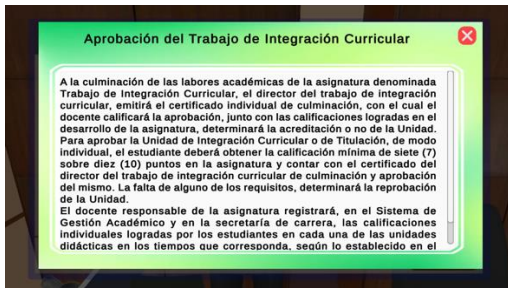 Aprobación del Trabajo de Integración Curricular
A la culminación de las labores académicas de la asignatura denominada
Trabajo de Integración Curricular, el director del trabajo de integración
curricular, emitirá el certificado individual de culminación, con el cual el
docente calificará la aprobación, junto con las calificaciones logradas en el
desarrollo de la asignatura, determinará la acreditación o no de la Unidad.
Para aprobar la Unidad de Integración Curricular o de Titulación, de modo
individual, el estudiante deberá obtener la calificación mínima de siete (7)
sobre diez (10) puntos en la asignatura y contar con el certificado del
director del trabajo de integración curricular de culminación y aprobación
del mismo. La falta de alguno de los requisitos, determinará la reprobación
de la Unidad.
El docente responsable de la asignatura registrará, en el Sistema de
Gestión Académico y en la secretaría de carrera, las calificaciones
individuales logradas por los estudiantes en cada una de las unidades
didácticas en los tiempos que corresponda, según lo establecido en el